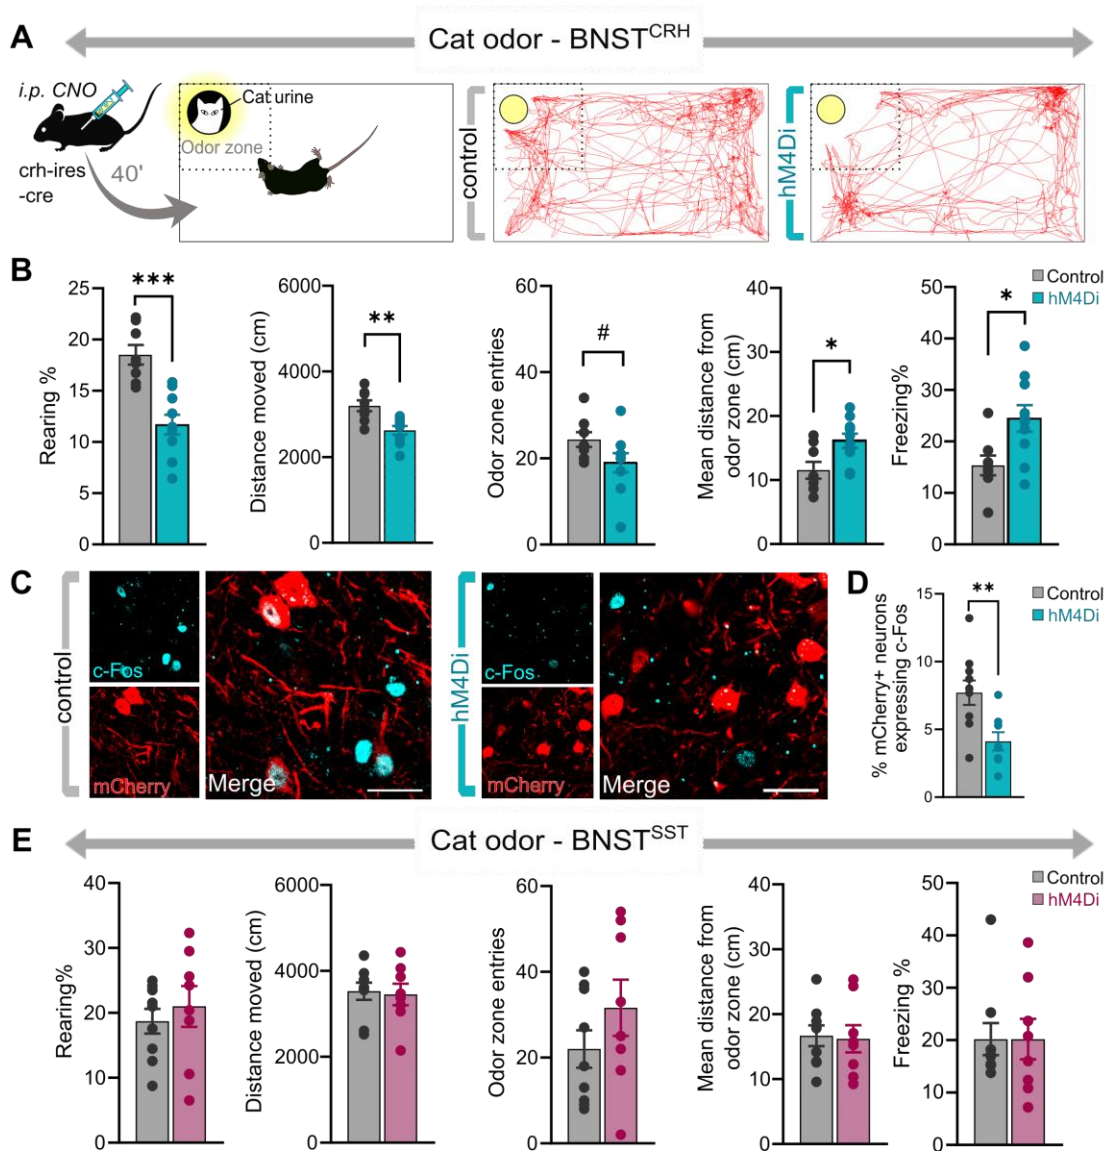 A
Cat odor - BNST^CRH
i.p. CNO
crh-ires
-cre
40'
Cat urine
Odor zone
control
hM4Di
B
Rearing %
25
20
15
10
5
0
***
Distance moved (cm)
6000
4000
2000
0
**
Odor zone entries
60
40
20
0
#
Mean distance from
odor zone (cm)
40
30
20
10
0
*
Freezing%
50
40
30
20
10
0
*
Control
hM4Di
C
control
c-Fos
mCherry
Merge
hM4Di
c-Fos
mCherry
Merge
D
% mCherry+ neurons
expressing c-Fos
15
10
5
0
**
Control
hM4Di
E
Cat odor - BNST^SST
Rearing%
40
30
20
10
0
Distance moved (cm)
6000
4000
2000
0
Odor zone entries
60
40
20
0
Mean distance from
odor zone (cm)
40
30
20
10
0
Freezing %
50
40
30
20
10
0
Control
hM4Di